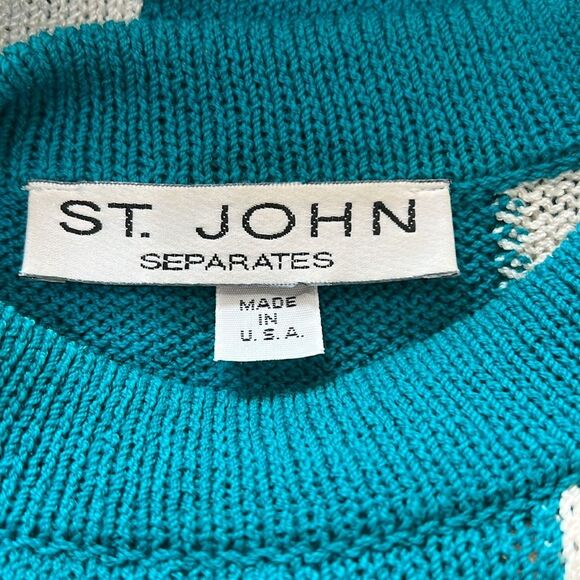 ST. JOHN
SEPARATES
MADE
IN
U.S.A.